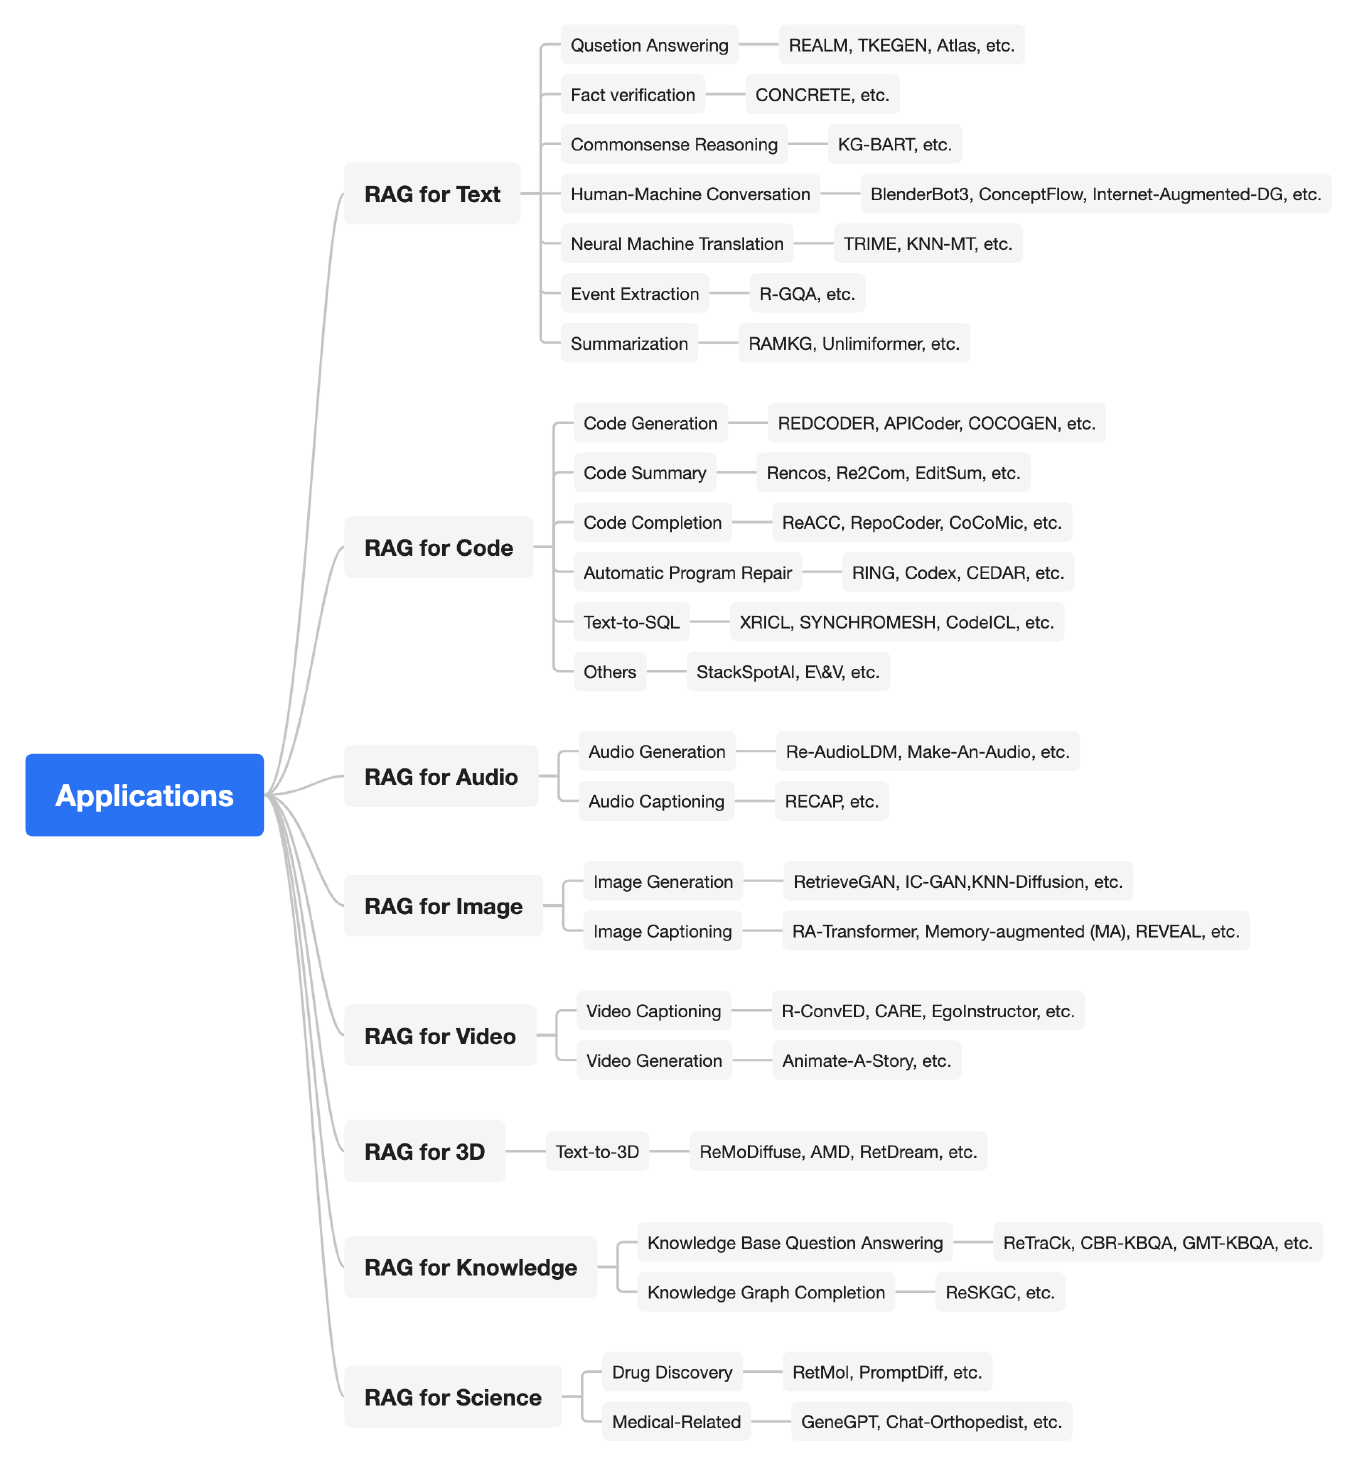 Applications
RAG for Text
Qusetion Answering
REALM, TKEGEN, Atlas, etc.
Fact verification
CONCRETE, etc.
Commonsense Reasoning
KG-BART, etc.
Human-Machine Conversation
BlenderBot3, ConceptFlow, Internet-Augmented-DG, etc.
Neural Machine Translation
TRIME, KNN-MT, etc.
Event Extraction
R-GQA, etc.
Summarization
RAMKG, Unlimiformer, etc.
RAG for Code
Code Generation
REDCODER, APICoder, COCOGEN, etc.
Code Summary
Rencos, Re2Com, EditSum, etc.
Code Completion
ReACC, RepoCoder, CoCoMic, etc.
Automatic Program Repair
RING, Codex, CEDAR, etc.
Text-to-SQL
XRICL, SYNCHROMESH, CodeICL, etc.
Others
StackSpotAI, E\&V, etc.
RAG for Audio
Audio Generation
Re-AudioLDM, Make-An-Audio, etc.
Audio Captioning
RECAP, etc.
RAG for Image
Image Generation
RetrieveGAN, IC-GAN,KNN-Diffusion, etc.
Image Captioning
RA-Transformer, Memory-augmented (MA), REVEAL, etc.
RAG for Video
Video Captioning
R-ConvED, CARE, EgoInstructor, etc.
Video Generation
Animate-A-Story, etc.
RAG for 3D
Text-to-3D
ReMoDiffuse, AMD, RetDream, etc.
RAG for Knowledge
Knowledge Base Question Answering
ReTraCk, CBR-KBQA, GMT-KBQA, etc.
Knowledge Graph Completion
ReSKGC, etc.
RAG for Science
Drug Discovery
RetMol, PromptDiff, etc.
Medical-Related
GeneGPT, Chat-Orthopedist, etc.